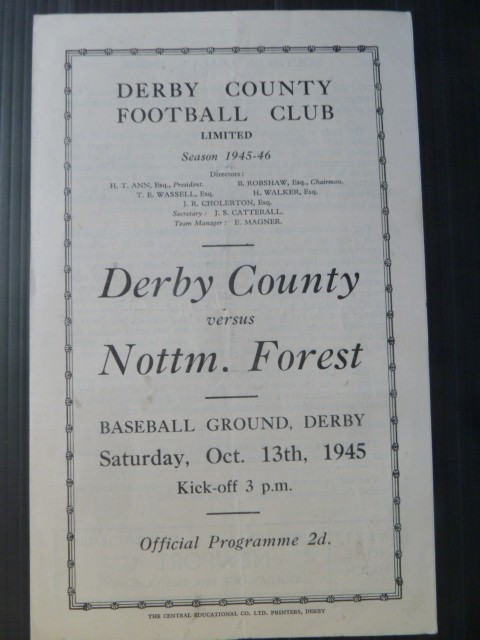 DERBY COUNTY
FOOTBALL CLUB
LIMITED
Season 1945-46
Directors:
H. T. ANN, Esq., President. B. ROBSHAW, Esq., Chairman.
T. E. WASSELL, Esq. H. WALKER, Esq.
J. R. CHOLERTON, Esq.
Secretary: J. S. CATTERALL.
Team Manager: E. MAGNER.
Derby County
versus
Nottm. Forest
BASEBALL GROUND, DERBY
Saturday, Oct. 13th, 1945
Kick-off 3 p.m.
Official Programme 2d.
THE CENTRAL EDUCATIONAL CO. LTD. PRINTERS, DERBY